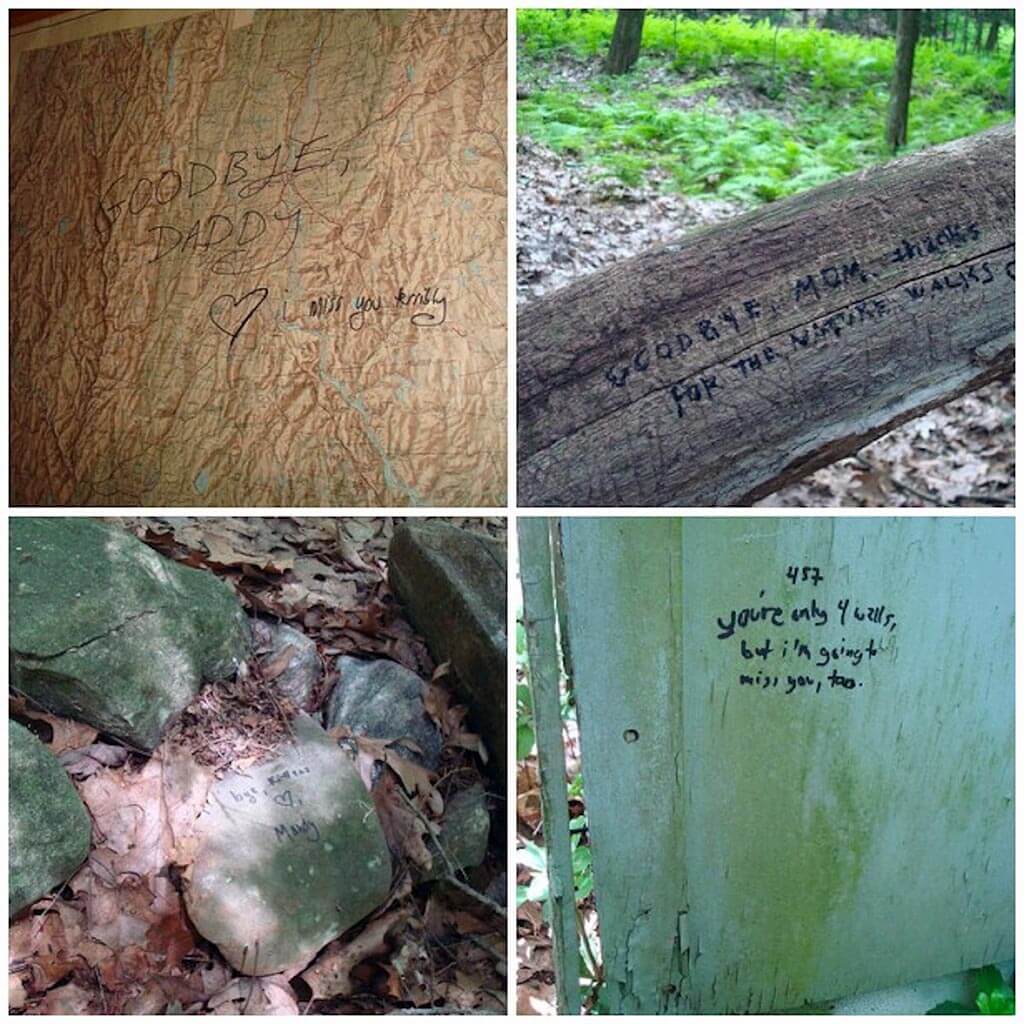 GOODBYE,
DADDY
i miss you
GOODBYE, MOM. thanks
FOR THE NATURE WALKS
bye,
Mandy
457
you're only 4 walls,
but i'm going to
miss you, too.